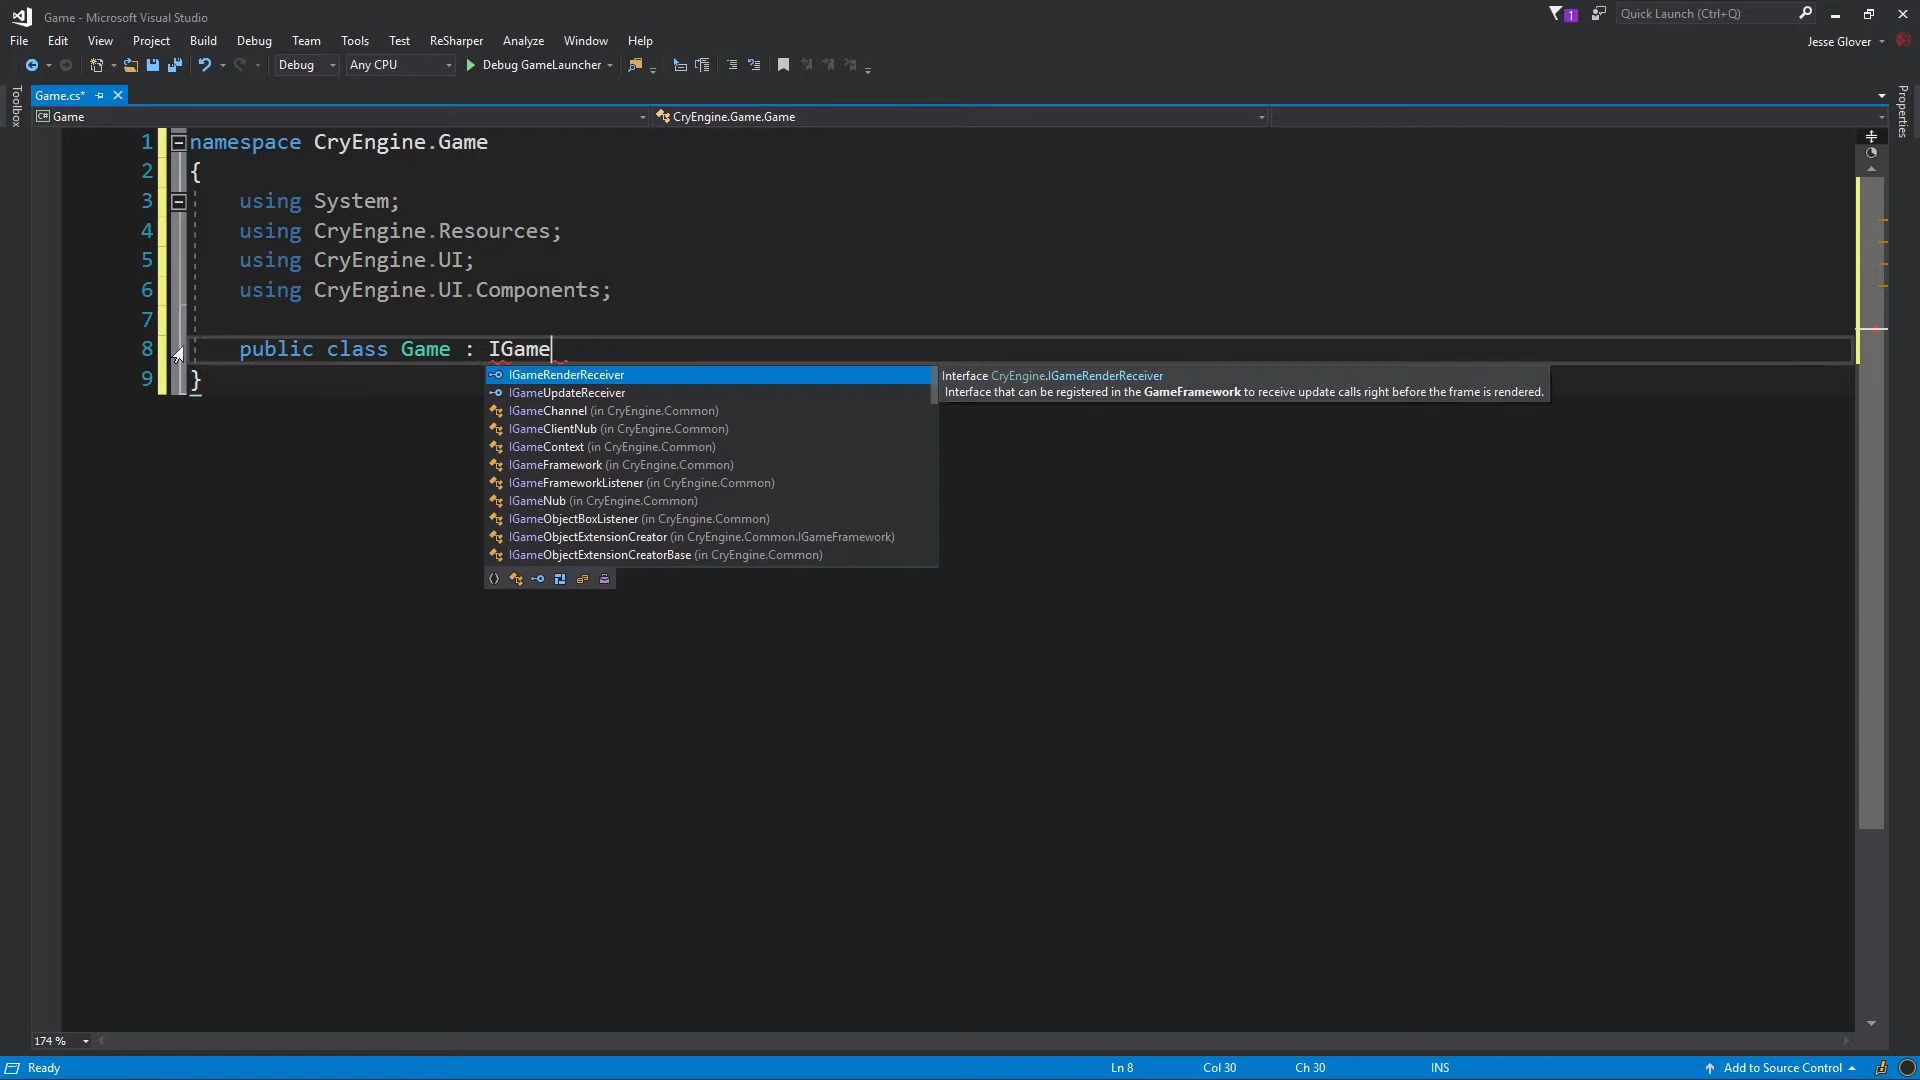 Game - Microsoft Visual Studio
1
Quick Launch (Ctrl+Q)
File Edit View Project Build Debug Team Tools Test ReSharper Analyze Window Help
Jesse Glover
Debug Any CPU Debug GameLauncher
Game.cs*
Toolbox
Properties
C# Game
CryEngine.Game.Game
1 namespace CryEngine.Game
2 {
3 using System;
4 using CryEngine.Resources;
5 using CryEngine.UI;
6 using CryEngine.UI.Components;
7
8 public class Game : IGame
9 }
IGameRenderReceiver
IGameUpdateReceiver
IGameChannel (in CryEngine.Common)
IGameClientNub (in CryEngine.Common)
IGameContext (in CryEngine.Common)
IGameFramework (in CryEngine.Common)
IGameFrameworkListener (in CryEngine.Common)
IGameNub (in CryEngine.Common)
IGameObjectBoxListener (in CryEngine.Common)
IGameObjectExtensionCreator (in CryEngine.Common.IGameFramework)
IGameObjectExtensionCreatorBase (in CryEngine.Common)
Interface CryEngine.IGameRenderReceiver
Interface that can be registered in the GameFramework to receive update calls right before the frame is rendered.
174 %
Ready
Ln 8 Col 30 Ch 30 INS
Add to Source Control